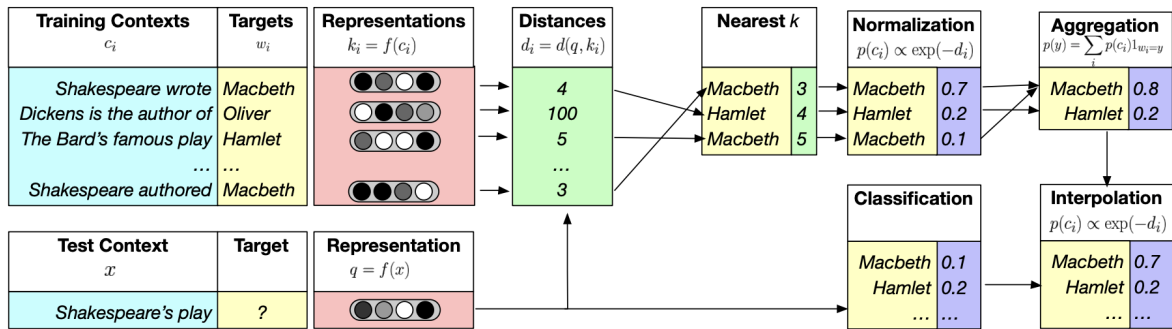 Training Contexts
c_i
Targets
w_i
Shakespeare wrote Macbeth
Dickens is the author of Oliver
The Bard's famous play Hamlet
... ...
Shakespeare authored Macbeth
Representations
k_i = f(c_i)
Distances
d_i = d(q, k_i)
4
100
5
...
3
Nearest k
Macbeth 3
Hamlet 4
Macbeth 5
Normalization
p(c_i) ∝ exp(−d_i)
Macbeth 0.7
Hamlet 0.2
Macbeth 0.1
Aggregation
p(y) = ∑_i p(c_i)1_{w_i=y}
Macbeth 0.8
Hamlet 0.2
Test Context
x
Target
Shakespeare's play ?
Representation
q = f(x)
Classification
Macbeth 0.1
Hamlet 0.2
... ...
Interpolation
p(c_i) ∝ exp(−d_i)
Macbeth 0.7
Hamlet 0.2
... ...